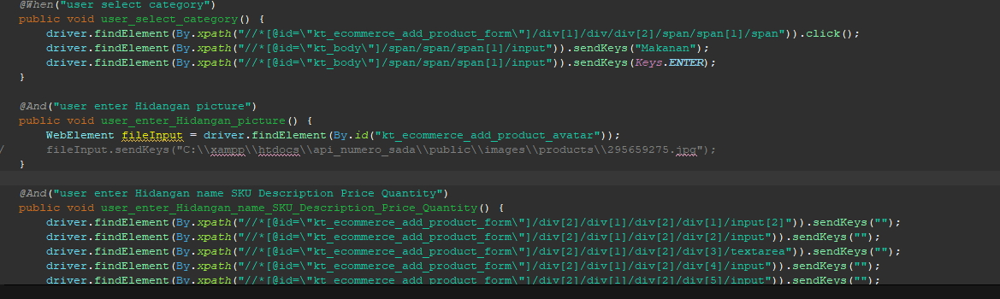 @When("user select category")
public void user_select_category() {
driver.findElement(By.xpath("//*[@id=\"kt_ecommerce_add_product_form\"]/div[1]/div/div[2]/span/span[1]/span")).click();
driver.findElement(By.xpath("//*[@id=\"kt_body\"]/span/span/span[1]/input")).sendKeys("Makanan");
driver.findElement(By.xpath("//*[@id=\"kt_body\"]/span/span/span[1]/input")).sendKeys(Keys.ENTER);
}
@And("user enter Hidangan picture")
public void user_enter_Hidangan_picture() {
WebElement fileInput = driver.findElement(By.id("kt_ecommerce_add_product_avatar"));
/ fileInput.sendKeys("C:\\xampp\\htdocs\\api_numero_sada\\public\\images\\products\\295659275.jpg");
}
@And("user enter Hidangan name SKU Description Price Quantity")
public void user_enter_Hidangan_name_SKU_Description_Price_Quantity() {
driver.findElement(By.xpath("//*[@id=\"kt_ecommerce_add_product_form\"]/div[2]/div[1]/div[2]/div[1]/input[2]")).sendKeys("");
driver.findElement(By.xpath("//*[@id=\"kt_ecommerce_add_product_form\"]/div[2]/div[1]/div[2]/div[2]/input")).sendKeys("");
driver.findElement(By.xpath("//*[@id=\"kt_ecommerce_add_product_form\"]/div[2]/div[1]/div[2]/div[3]/textarea")).sendKeys("");
driver.findElement(By.xpath("//*[@id=\"kt_ecommerce_add_product_form\"]/div[2]/div[1]/div[2]/div[4]/input")).sendKeys("");
driver.findElement(By.xpath("//*[@id=\"kt_ecommerce_add_product_form\"]/div[2]/div[1]/div[2]/div[5]/input")).sendKeys("");